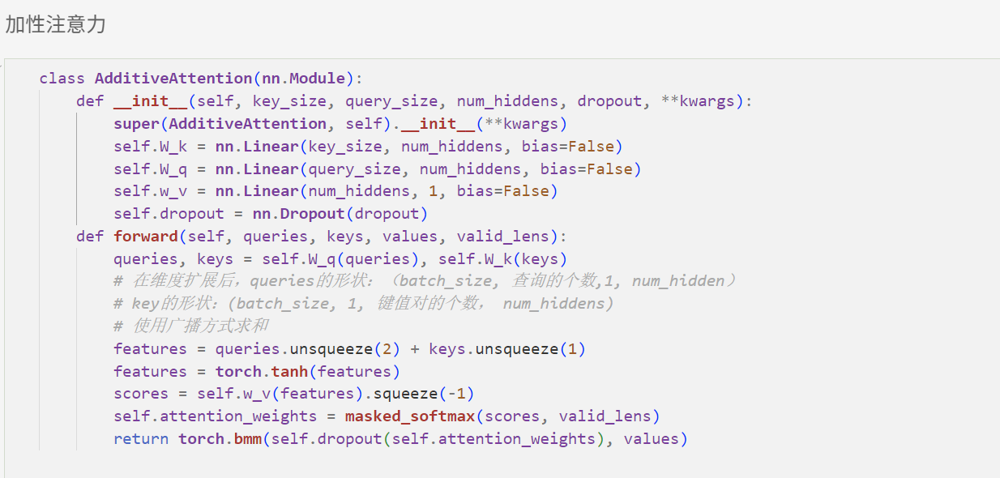 加性注意力
class AdditiveAttention(nn.Module):
def __init__(self, key_size, query_size, num_hiddens, dropout, **kwargs):
super(AdditiveAttention, self).__init__(**kwargs)
self.W_k = nn.Linear(key_size, num_hiddens, bias=False)
self.W_q = nn.Linear(query_size, num_hiddens, bias=False)
self.w_v = nn.Linear(num_hiddens, 1, bias=False)
self.dropout = nn.Dropout(dropout)
def forward(self, queries, keys, values, valid_lens):
queries, keys = self.W_q(queries), self.W_k(keys)
# 在维度扩展后，queries的形状：（batch_size, 查询的个数,1, num_hidden）
# key的形状：(batch_size, 1, 键值对的个数， num_hiddens)
# 使用广播方式求和
features = queries.unsqueeze(2) + keys.unsqueeze(1)
features = torch.tanh(features)
scores = self.w_v(features).squeeze(-1)
self.attention_weights = masked_softmax(scores, valid_lens)
return torch.bmm(self.dropout(self.attention_weights), values)